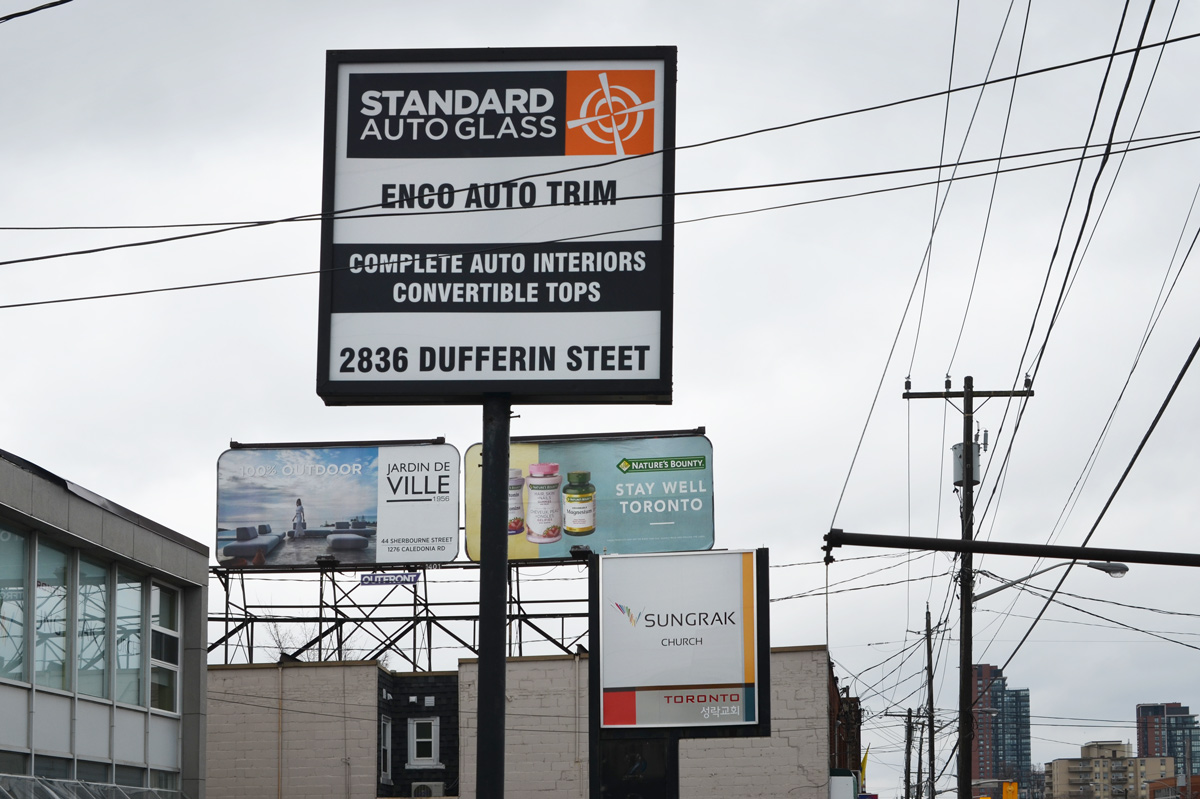 STANDARD
AUTO GLASS
ENCO AUTO TRIM
COMPLETE AUTO INTERIORS
CONVERTIBLE TOPS
2836 DUFFERIN STEET
100% OUTDOOR
JARDIN DE
VILLE
1956
44 SHERBOURNE STREET
1276 CALEDONIA RD
OUTFRONT
1401
NATURE'S BOUNTY
STAY WELL
TORONTO
Magnesium
SUNGRAK
CHURCH
TORONTO
성락교회